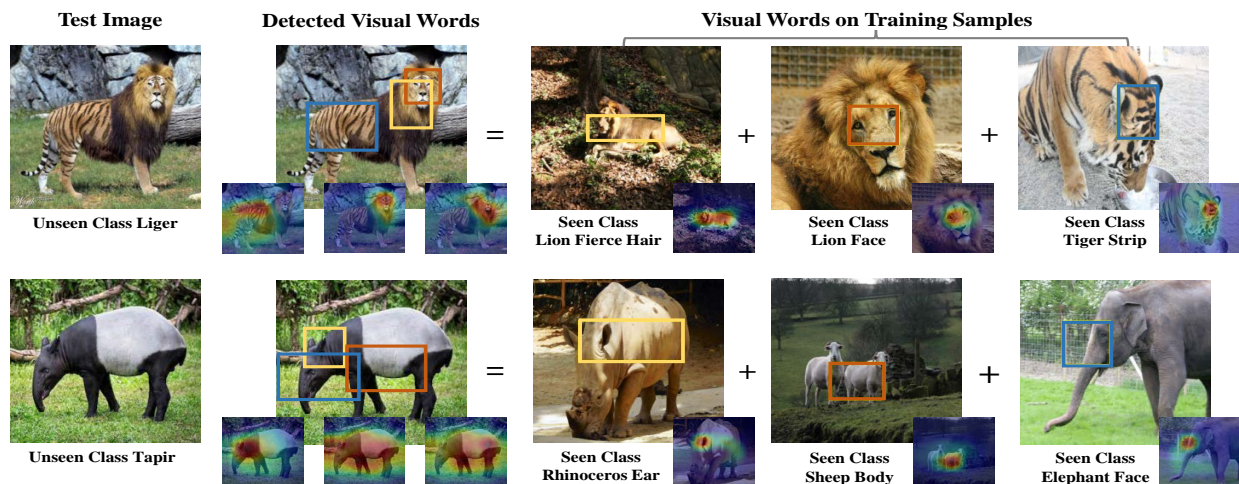 Test Image
Detected Visual Words
Visual Words on Training Samples
=
+
+
Unseen Class Liger
Seen Class
Lion Fierce Hair
Seen Class
Lion Face
Seen Class
Tiger Strip
=
+
+
Unseen Class Tapir
Seen Class
Rhinoceros Ear
Seen Class
Sheep Body
Seen Class
Elephant Face